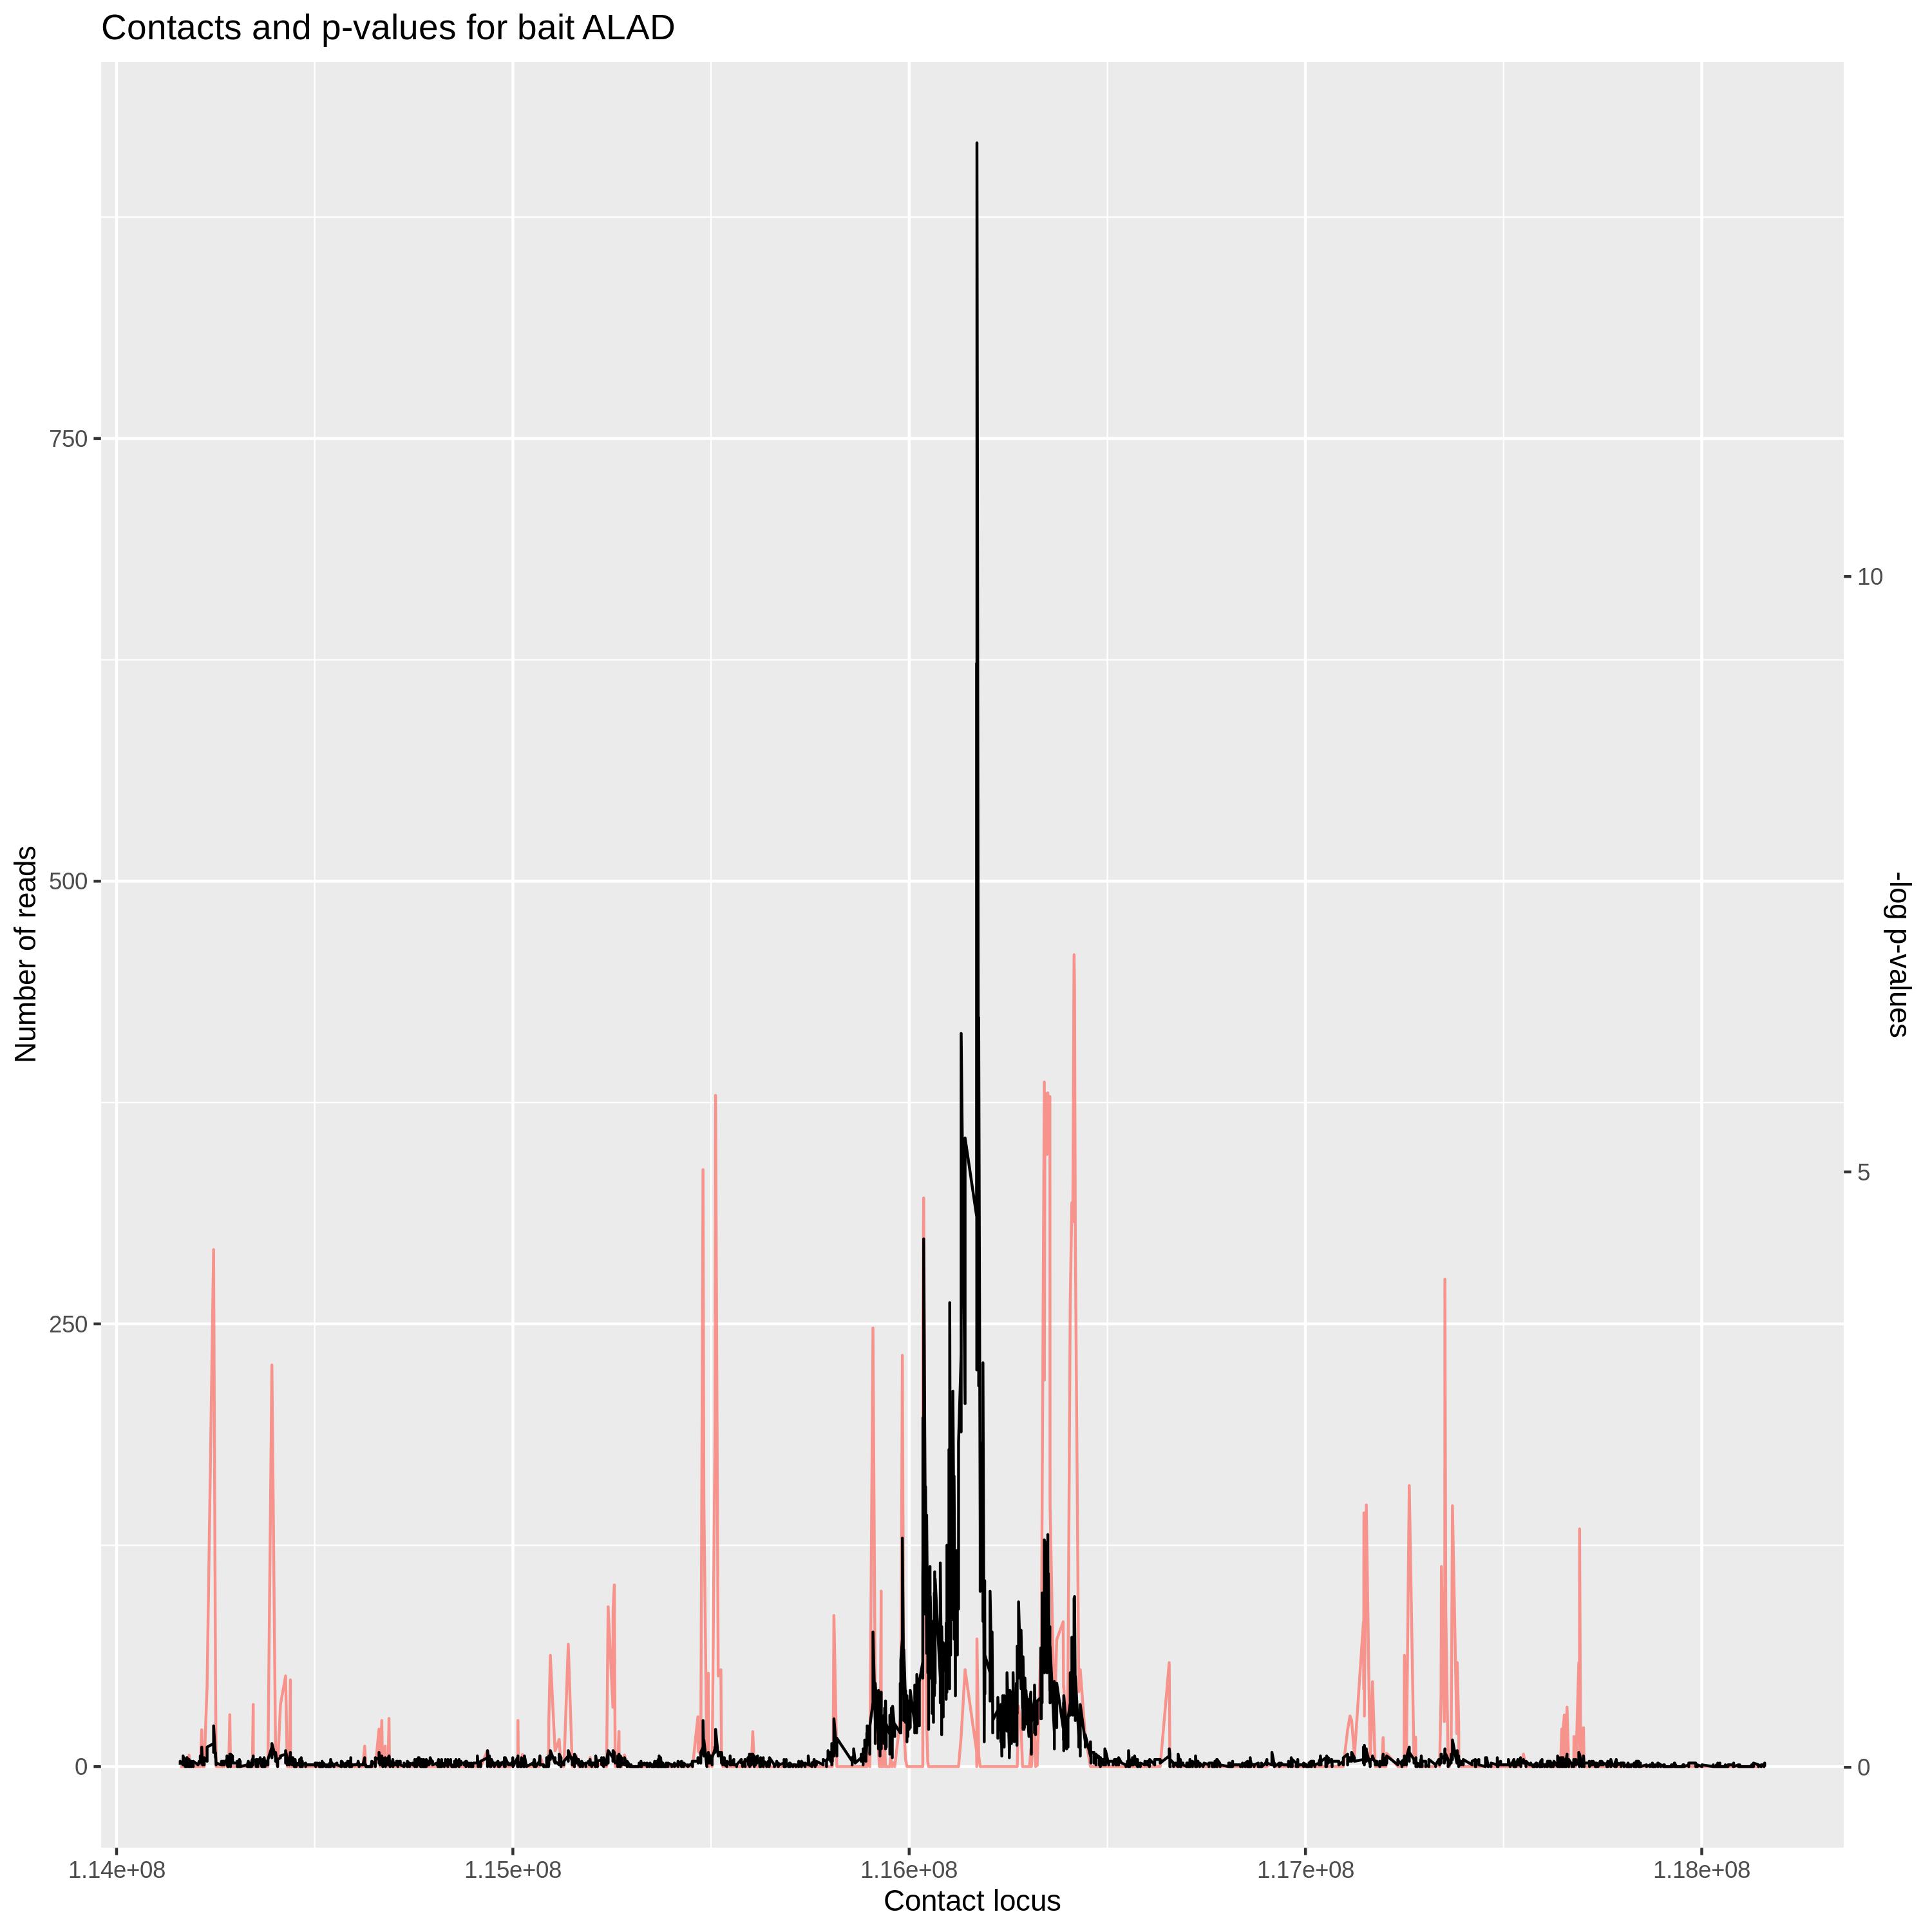 Contacts and p-values for bait ALAD
Number of reads
750
500
250
0
10
5
0
-log p-values
1.14e+08 1.15e+08 1.16e+08 1.17e+08 1.18e+08
Contact locus